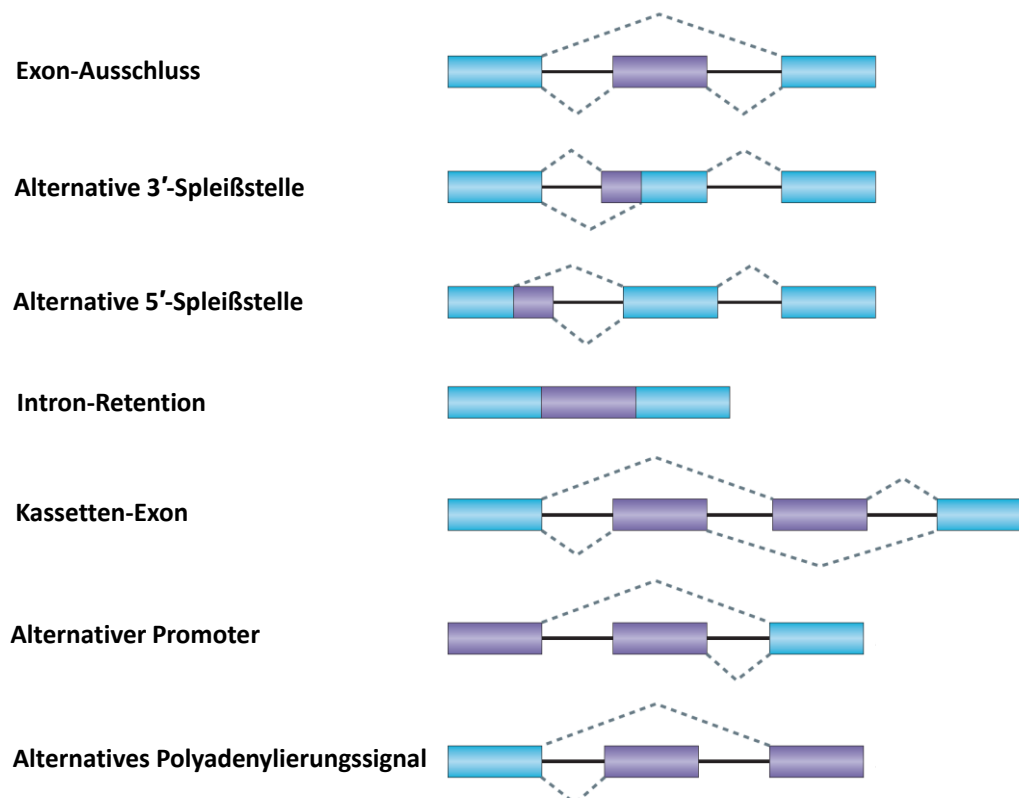 Exon-Ausschluss
Alternative 3′-Spleißstelle
Alternative 5′-Spleißstelle
Intron-Retention
Kassetten-Exon
Alternativer Promoter
Alternatives Polyadenylierungssignal